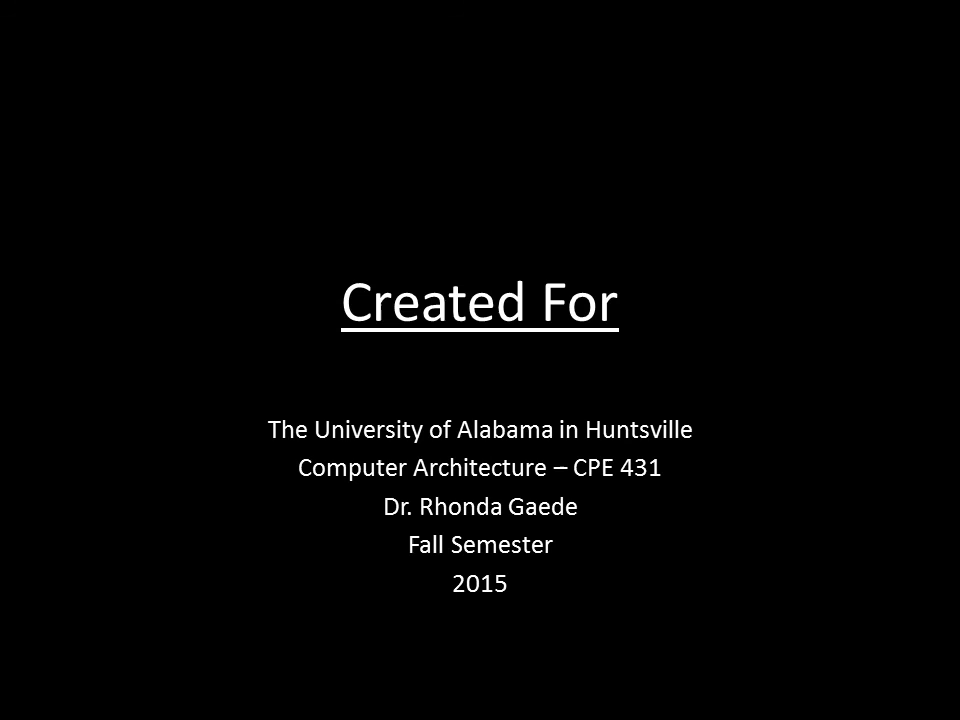 Created For
The University of Alabama in Huntsville
Computer Architecture – CPE 431
Dr. Rhonda Gaede
Fall Semester
2015